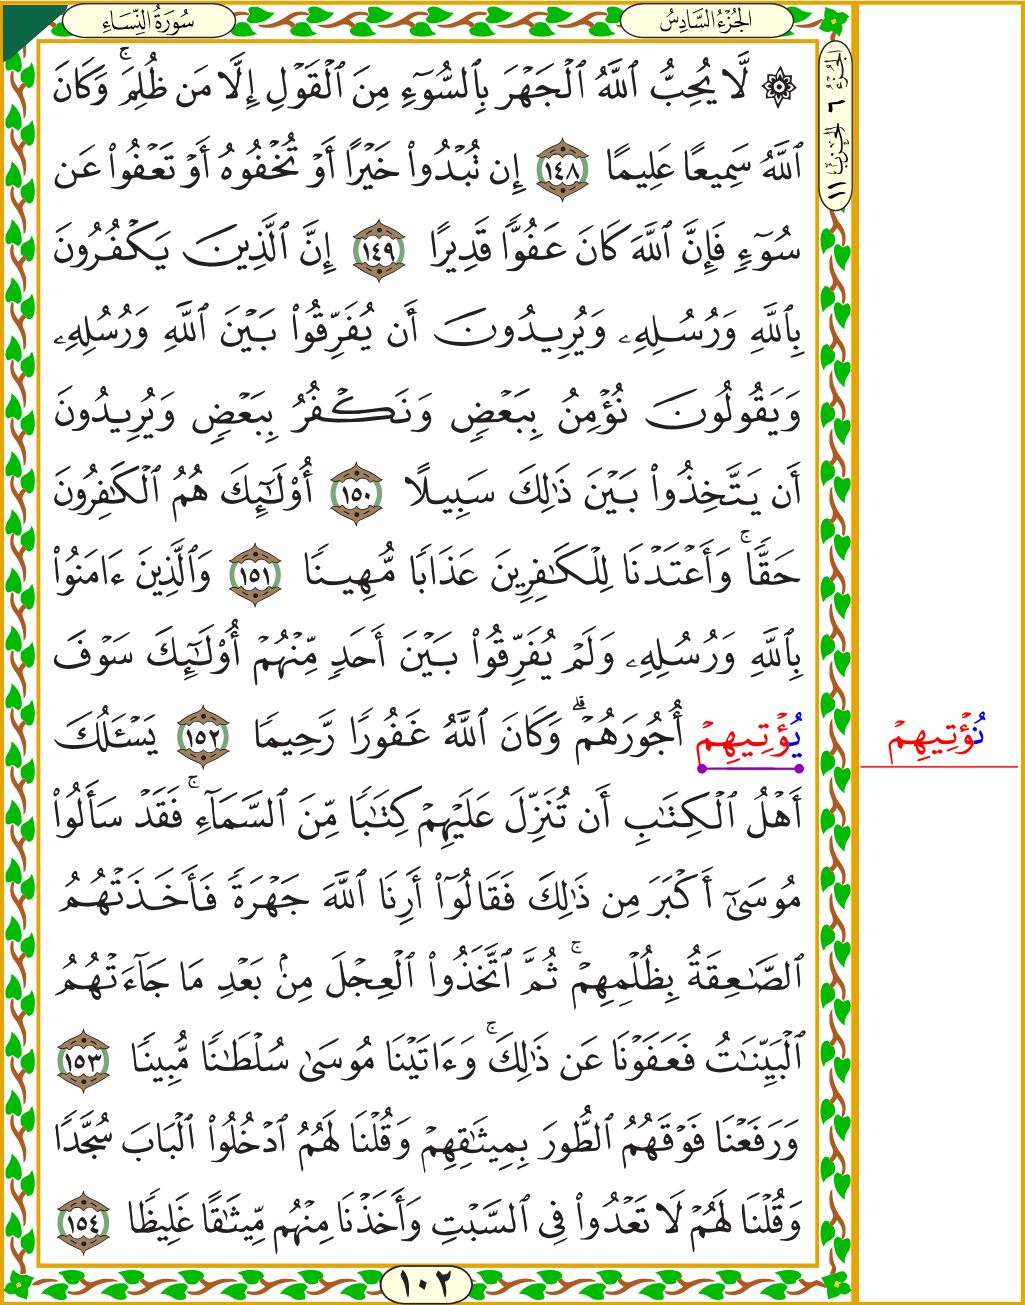 سُورَةُ النِّسَاءِ
الجُزْءُ السَّادِسُ
الجُزْءُ ٦ الحِزْبُ ١١
۞ لَّا يُحِبُّ ٱللَّهُ ٱلْجَهْرَ بِٱلسُّوٓءِ مِنَ ٱلْقَوْلِ إِلَّا مَن ظُلِمَ ۚ وَكَانَ
ٱللَّهُ سَمِيعًا عَلِيمًا ١٤٨ إِن تُبْدُوا۟ خَيْرًا أَوْ تُخْفُوهُ أَوْ تَعْفُوا۟ عَن
سُوٓءٍ فَإِنَّ ٱللَّهَ كَانَ عَفُوًّا قَدِيرًا ١٤٩ إِنَّ ٱلَّذِينَ يَكْفُرُونَ
بِٱللَّهِ وَرُسُلِهِۦ وَيُرِيدُونَ أَن يُفَرِّقُوا۟ بَيْنَ ٱللَّهِ وَرُسُلِهِۦ
وَيَقُولُونَ نُؤْمِنُ بِبَعْضٍ وَنَكْفُرُ بِبَعْضٍ وَيُرِيدُونَ
أَن يَتَّخِذُوا۟ بَيْنَ ذَٰلِكَ سَبِيلًا ١٥٠ أُو۟لَـٰٓئِكَ هُمُ ٱلْكَـٰفِرُونَ
حَقًّا ۚ وَأَعْتَدْنَا لِلْكَـٰفِرِينَ عَذَابًا مُّهِينًا ١٥١ وَٱلَّذِينَ ءَامَنُوا۟
بِٱللَّهِ وَرُسُلِهِۦ وَلَمْ يُفَرِّقُوا۟ بَيْنَ أَحَدٍ مِّنْهُمْ أُو۟لَـٰٓئِكَ سَوْفَ
يُؤْتِيهِمْ أُجُورَهُمْ ۗ وَكَانَ ٱللَّهُ غَفُورًا رَّحِيمًا ١٥٢ يَسْـَٔلُكَ
نُؤْتِيهِمْ
أَهْلُ ٱلْكِتَـٰبِ أَن تُنَزِّلَ عَلَيْهِمْ كِتَـٰبًا مِّنَ ٱلسَّمَآءِ ۚ فَقَدْ سَأَلُوا۟
مُوسَىٰٓ أَكْبَرَ مِن ذَٰلِكَ فَقَالُوٓا۟ أَرِنَا ٱللَّهَ جَهْرَةً فَأَخَذَتْهُمُ
ٱلصَّـٰعِقَةُ بِظُلْمِهِمْ ۚ ثُمَّ ٱتَّخَذُوا۟ ٱلْعِجْلَ مِنۢ بَعْدِ مَا جَآءَتْهُمُ
ٱلْبَيِّنَـٰتُ فَعَفَوْنَا عَن ذَٰلِكَ ۚ وَءَاتَيْنَا مُوسَىٰ سُلْطَـٰنًا مُّبِينًا ١٥٣
وَرَفَعْنَا فَوْقَهُمُ ٱلطُّورَ بِمِيثَـٰقِهِمْ وَقُلْنَا لَهُمُ ٱدْخُلُوا۟ ٱلْبَابَ سُجَّدًا
وَقُلْنَا لَهُمْ لَا تَعْدُوا۟ فِى ٱلسَّبْتِ وَأَخَذْنَا مِنْهُم مِّيثَـٰقًا غَلِيظًا ١٥٤
١٠٢